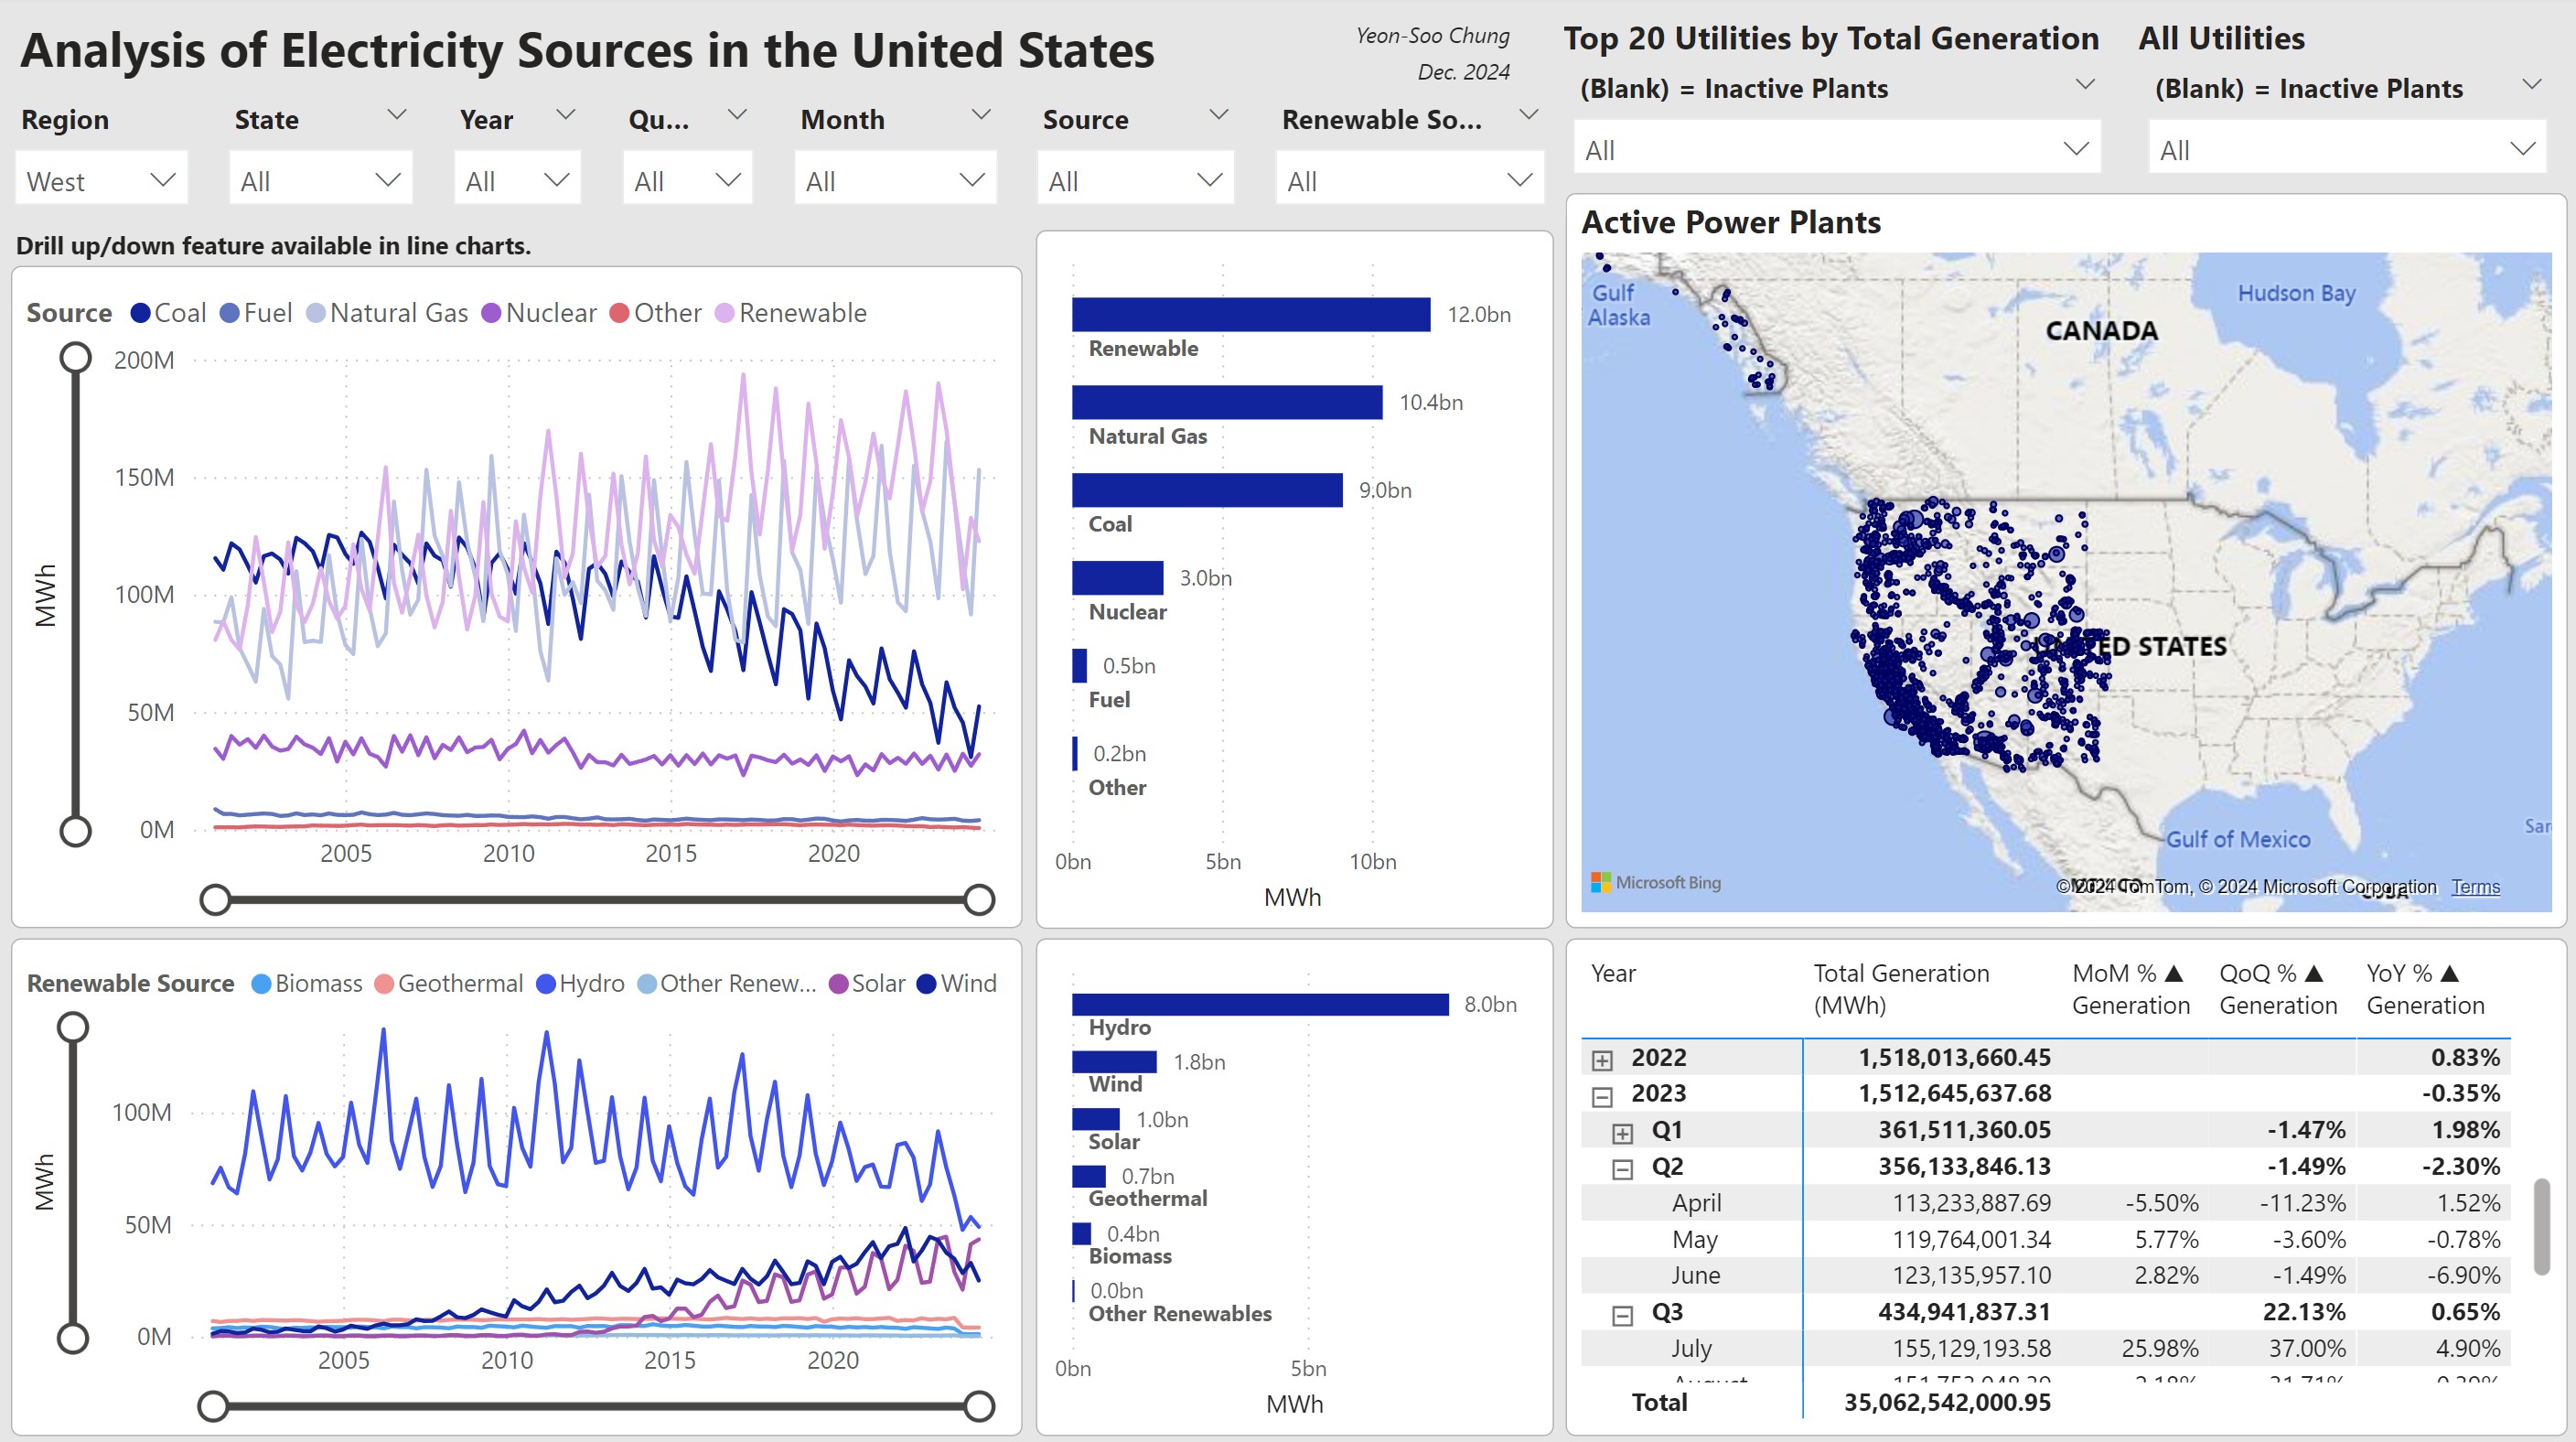 Analysis of Electricity Sources in the United States
Yeon-Soo Chung
Dec. 2024
Top 20 Utilities by Total Generation
All Utilities
(Blank) = Inactive Plants
(Blank) = Inactive Plants
All
All
Region
State
Year
Qu...
Month
Source
Renewable So...
West
All
All
All
All
All
All
Drill up/down feature available in line charts.
Source Coal Fuel Natural Gas Nuclear Other Renewable
MWh
200M
150M
100M
50M
0M
2005 2010 2015 2020
12.0bn
Renewable
10.4bn
Natural Gas
9.0bn
Coal
3.0bn
Nuclear
0.5bn
Fuel
0.2bn
Other
0bn 5bn 10bn
MWh
Active Power Plants
Gulf
Alaska
Hudson Bay
CANADA
UNITED STATES
Gulf of Mexico
Sar
MEXICO
CUBA
Microsoft Bing
© 2024 TomTom, © 2024 Microsoft Corporation Terms
Renewable Source Biomass Geothermal Hydro Other Renew... Solar Wind
MWh
100M
50M
0M
2005 2010 2015 2020
8.0bn
Hydro
1.8bn
Wind
1.0bn
Solar
0.7bn
Geothermal
0.4bn
Biomass
0.0bn
Other Renewables
0bn 5bn
MWh
Year Total Generation MoM % ▲ QoQ % ▲ YoY % ▲
(MWh) Generation Generation Generation
2022 1,518,013,660.45 0.83%
2023 1,512,645,637.68 -0.35%
Q1 361,511,360.05 -1.47% 1.98%
Q2 356,133,846.13 -1.49% -2.30%
April 113,233,887.69 -5.50% -11.23% 1.52%
May 119,764,001.34 5.77% -3.60% -0.78%
June 123,135,957.10 2.82% -1.49% -6.90%
Q3 434,941,837.31 22.13% 0.65%
July 155,129,193.58 25.98% 37.00% 4.90%
August
Total 35,062,542,000.95